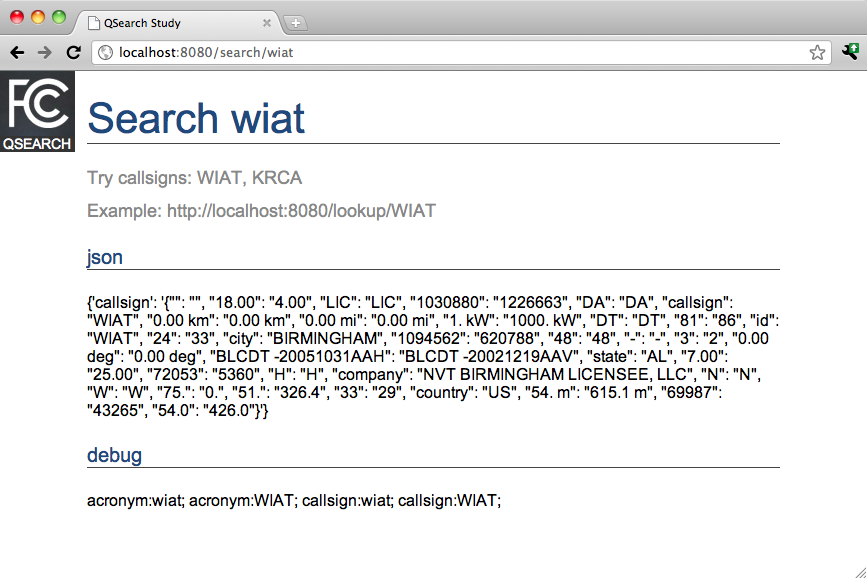 QSearch Study
localhost:8080/search/wiat
FCC
QSEARCH
Search wiat
Try callsigns: WIAT, KRCA
Example: http://localhost:8080/lookup/WIAT
json
{'callsign': '{"": "", "18.00": "4.00", "LIC": "LIC", "1030880": "1226663", "DA": "DA", "callsign":
"WIAT", "0.00 km": "0.00 km", "0.00 mi": "0.00 mi", "1. kW": "1000. kW", "DT": "DT", "81": "86", "id":
"WIAT", "24": "33", "city": "BIRMINGHAM", "1094562": "620788", "48": "48", "-": "-", "3": "2", "0.00
deg": "0.00 deg", "BLCDT -20051031AAH": "BLCDT -20021219AAV", "state": "AL", "7.00":
"25.00", "72053": "5360", "H": "H", "company": "NVT BIRMINGHAM LICENSEE, LLC", "N": "N",
"W": "W", "75.": "0.", "51.": "326.4", "33": "29", "country": "US", "54. m": "615.1 m", "69987":
"43265", "54.0": "426.0"}'}
debug
acronym:wiat; acronym:WIAT; callsign:wiat; callsign:WIAT;